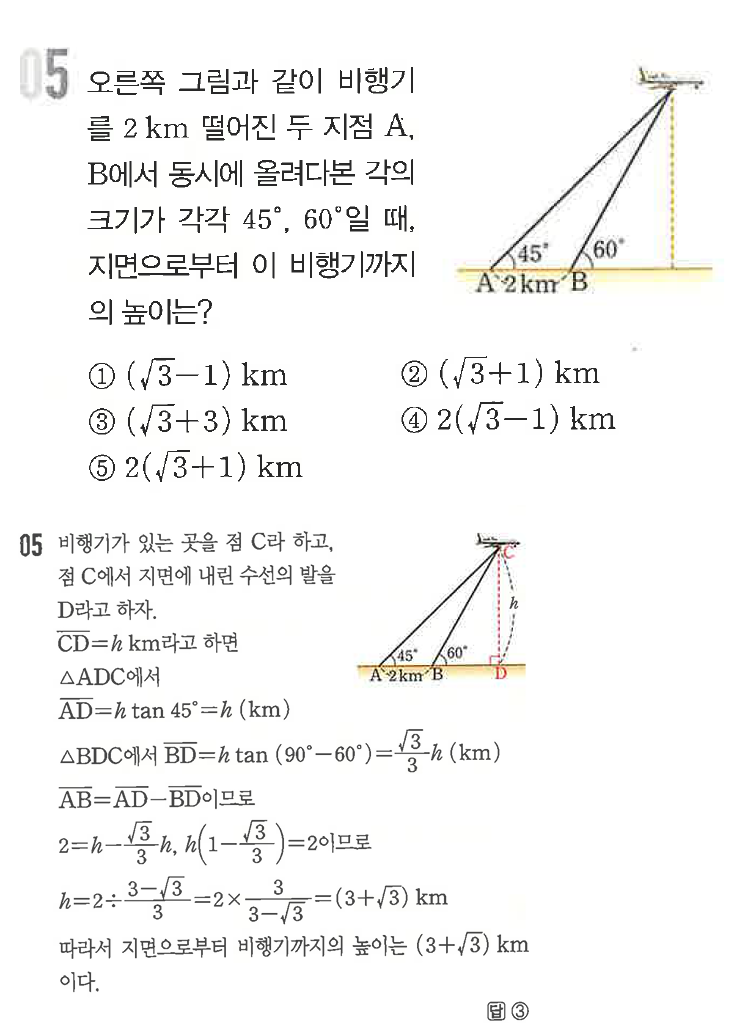 05 오른쪽 그림과 같이 비행기
를 2 km 떨어진 두 지점 A,
B에서 동시에 올려다본 각의
크기가 각각 45°, 60°일 때,
지면으로부터 이 비행기까지
의 높이는?
45° 60°
A 2 km B
① (√3−1) km ② (√3+1) km
③ (√3+3) km ④ 2(√3−1) km
⑤ 2(√3+1) km
05 비행기가 있는 곳을 점 C라 하고,
점 C에서 지면에 내린 수선의 발을
D라고 하자.
C̅D̅=h km라고 하면
△ADC에서
A̅D̅=h tan 45°=h (km)
C
h
45° 60°
A 2 km B D
△BDC에서 B̅D̅=h tan (90°−60°)=√3/3 h (km)
A̅B̅=A̅D̅−B̅D̅이므로
2=h−√3/3 h, h(1−√3/3)=2이므로
h=2÷(3−√3)/3=2×3/(3−√3)=(3+√3) km
따라서 지면으로부터 비행기까지의 높이는 (3+√3) km
이다.
답 ③